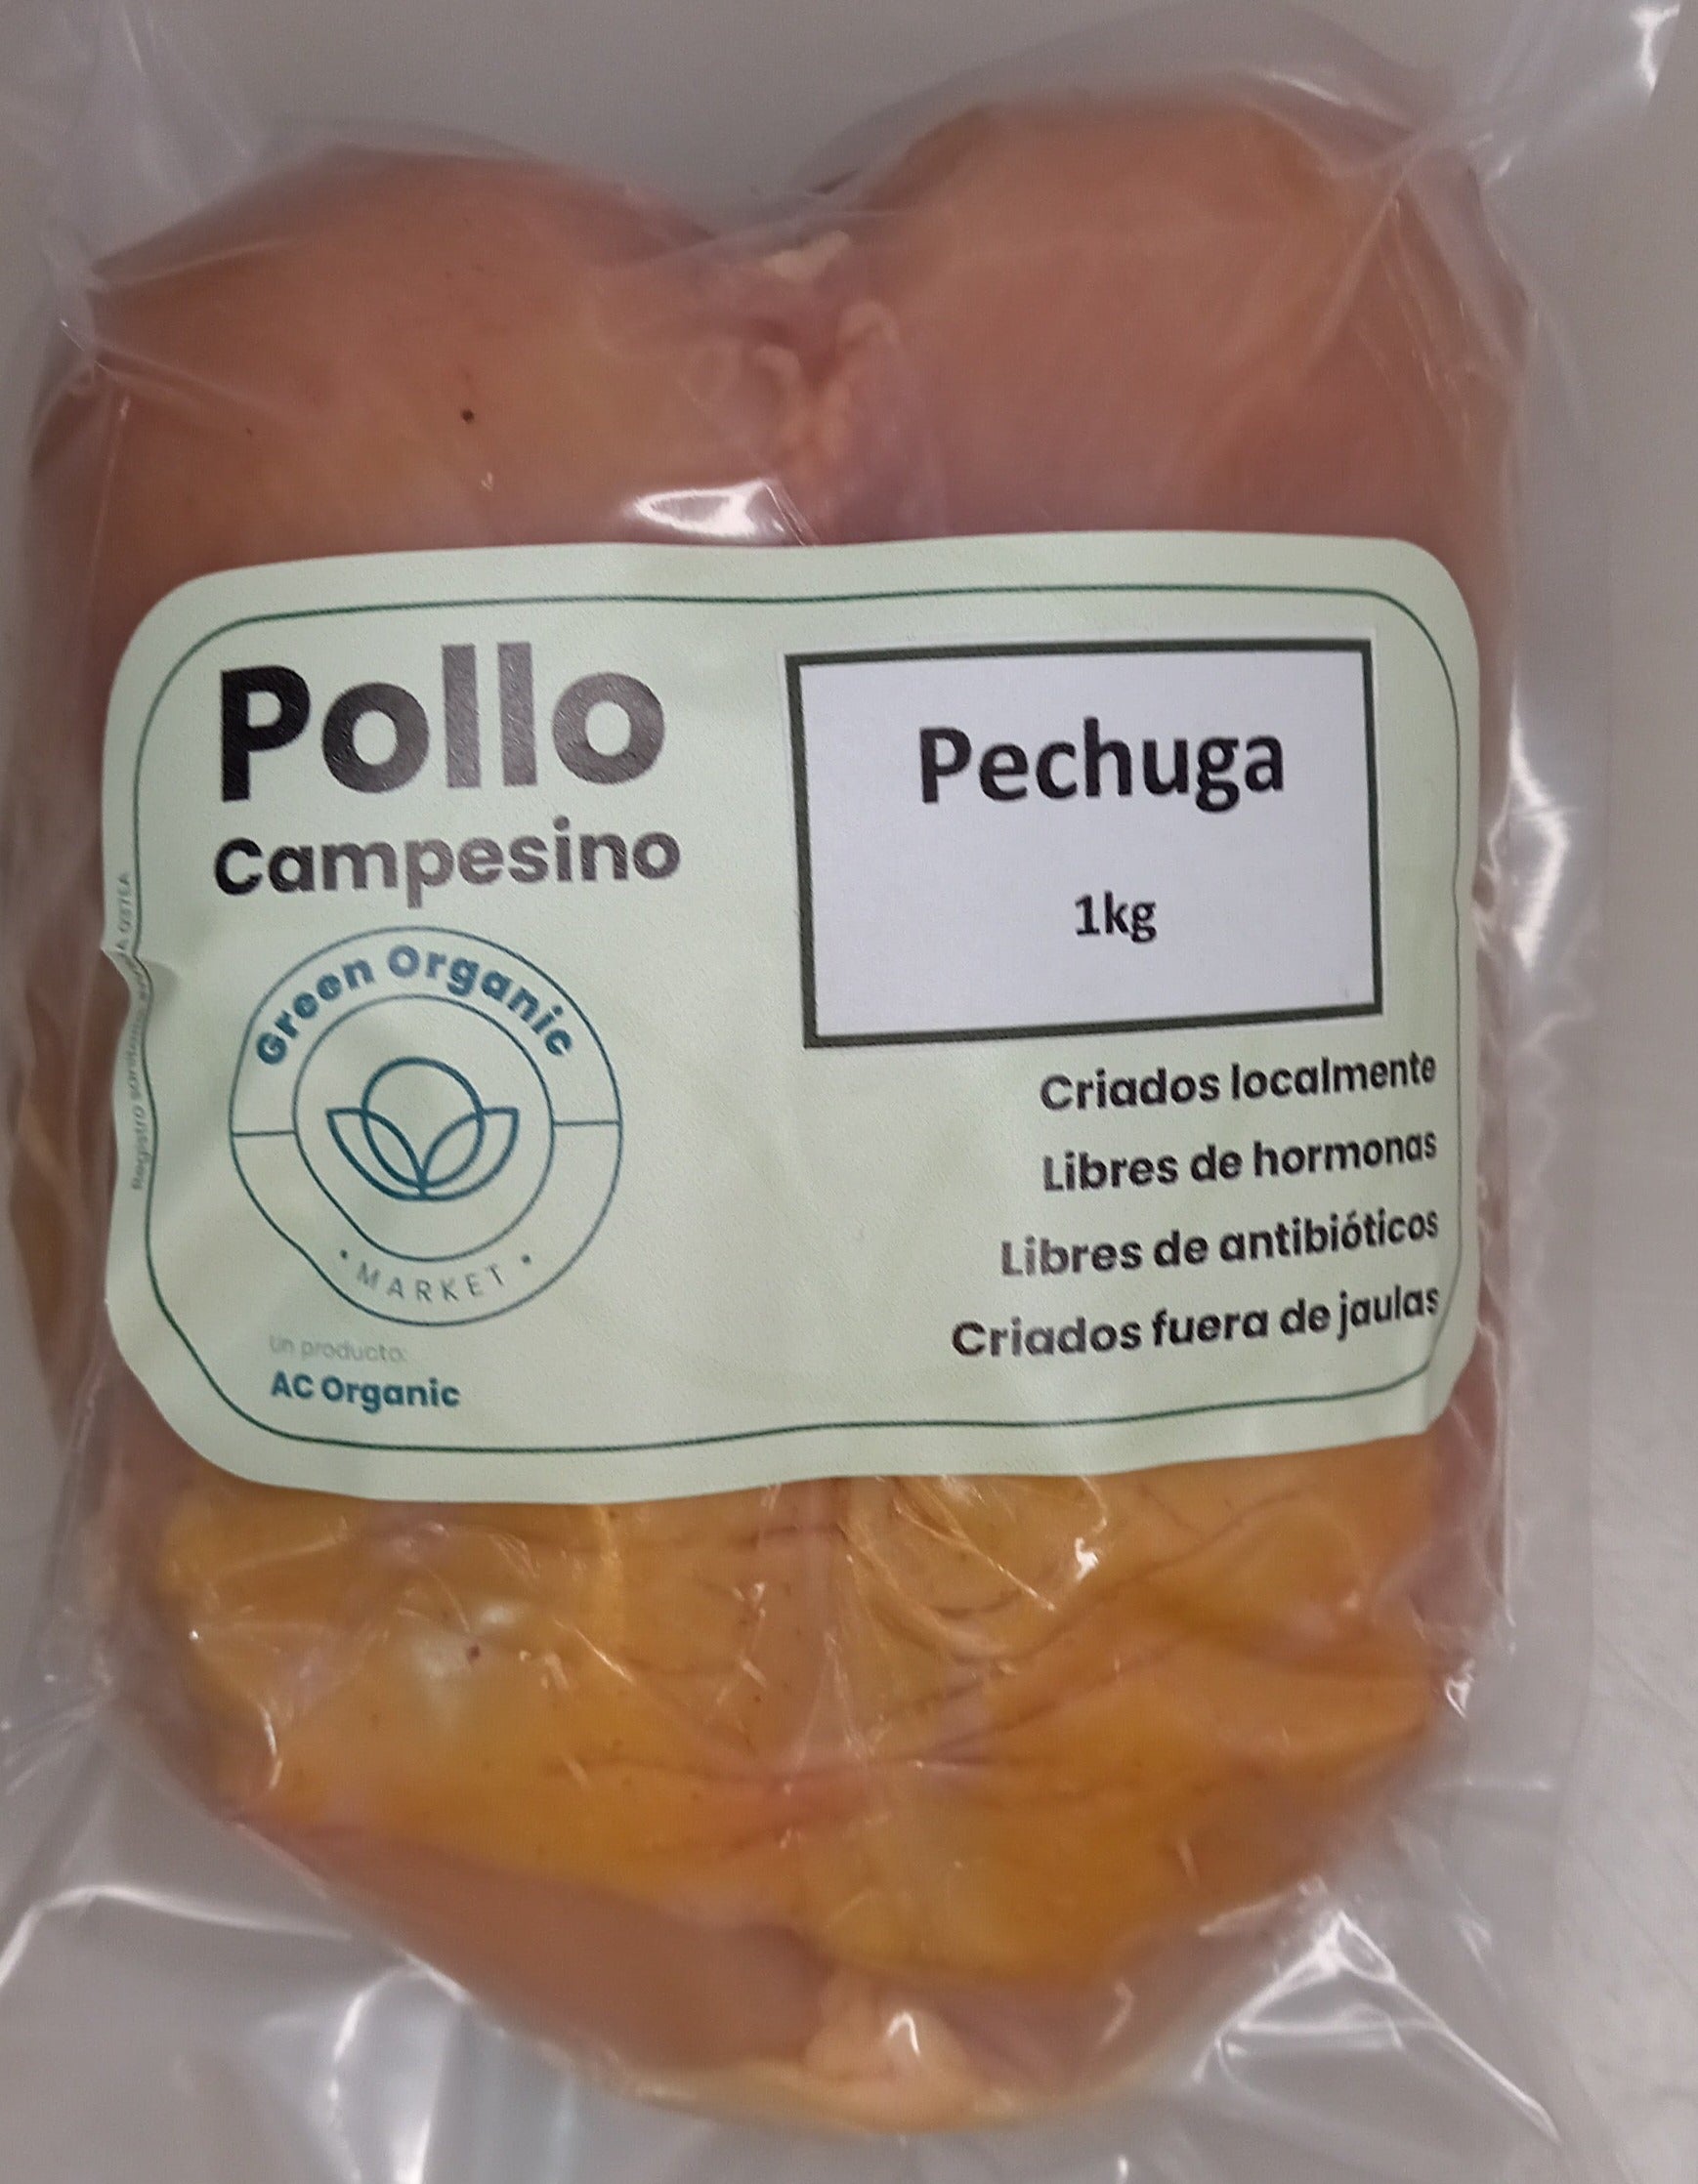 Pollo
Campesino
Pechuga
1kg
Green Organic
• MARKET •
Un producto:
AC Organic
Criados localmente
Libres de hormonas
Libres de antibióticos
Criados fuera de jaulas
Registro